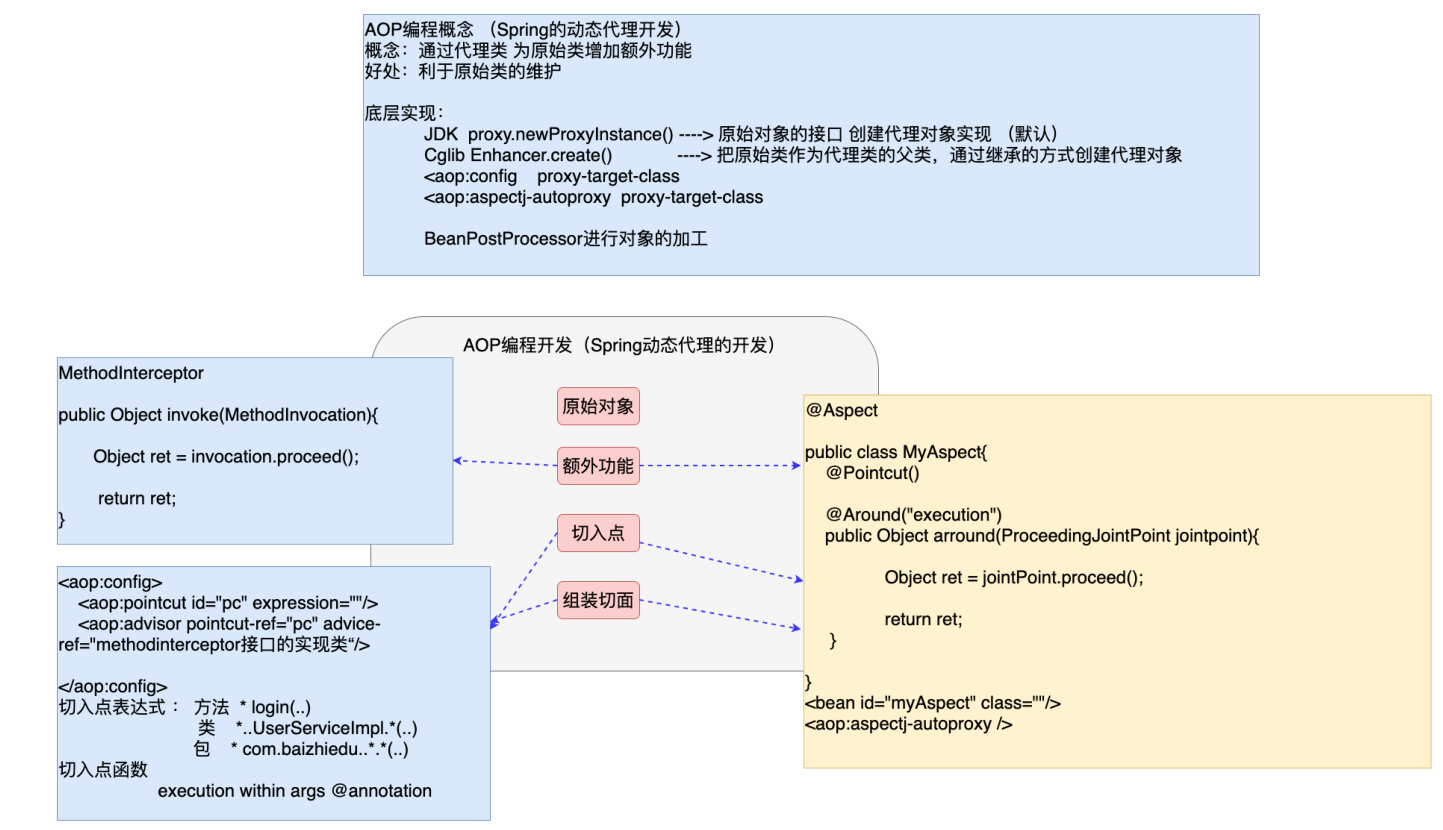 AOP编程概念 （Spring的动态代理开发）
概念：通过代理类 为原始类增加额外功能
好处：利于原始类的维护
底层实现：
JDK proxy.newProxyInstance() ----> 原始对象的接口 创建代理对象实现 （默认）
Cglib Enhancer.create() ----> 把原始类作为代理类的父类，通过继承的方式创建代理对象
<aop:config proxy-target-class
<aop:aspectj-autoproxy proxy-target-class
BeanPostProcessor进行对象的加工
AOP编程开发（Spring动态代理的开发）
原始对象
额外功能
切入点
组装切面
MethodInterceptor
public Object invoke(MethodInvocation){
Object ret = invocation.proceed();
return ret;
}
<aop:config>
<aop:pointcut id="pc" expression=""/>
<aop:advisor pointcut-ref="pc" advice-
ref="methodinterceptor接口的实现类“/>
</aop:config>
切入点表达式 ： 方法 * login(..)
类 *..UserServiceImpl.*(..)
包 * com.baizhiedu..*.*(..)
切入点函数
execution within args @annotation
@Aspect
public class MyAspect{
@Pointcut()
@Around("execution")
public Object arround(ProceedingJointPoint jointpoint){
Object ret = jointPoint.proceed();
return ret;
}
}
<bean id="myAspect" class=""/>
<aop:aspectj-autoproxy />